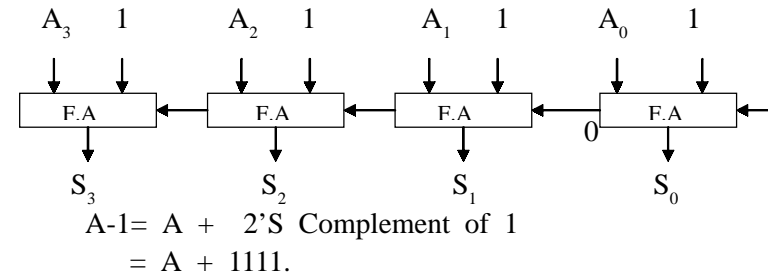 A₃ 1 A₂ 1 A₁ 1 A₀ 1
F.A F.A F.A F.A
0
S₃ S₂ S₁ S₀
A-1= A + 2’S Complement of 1
= A + 1111.